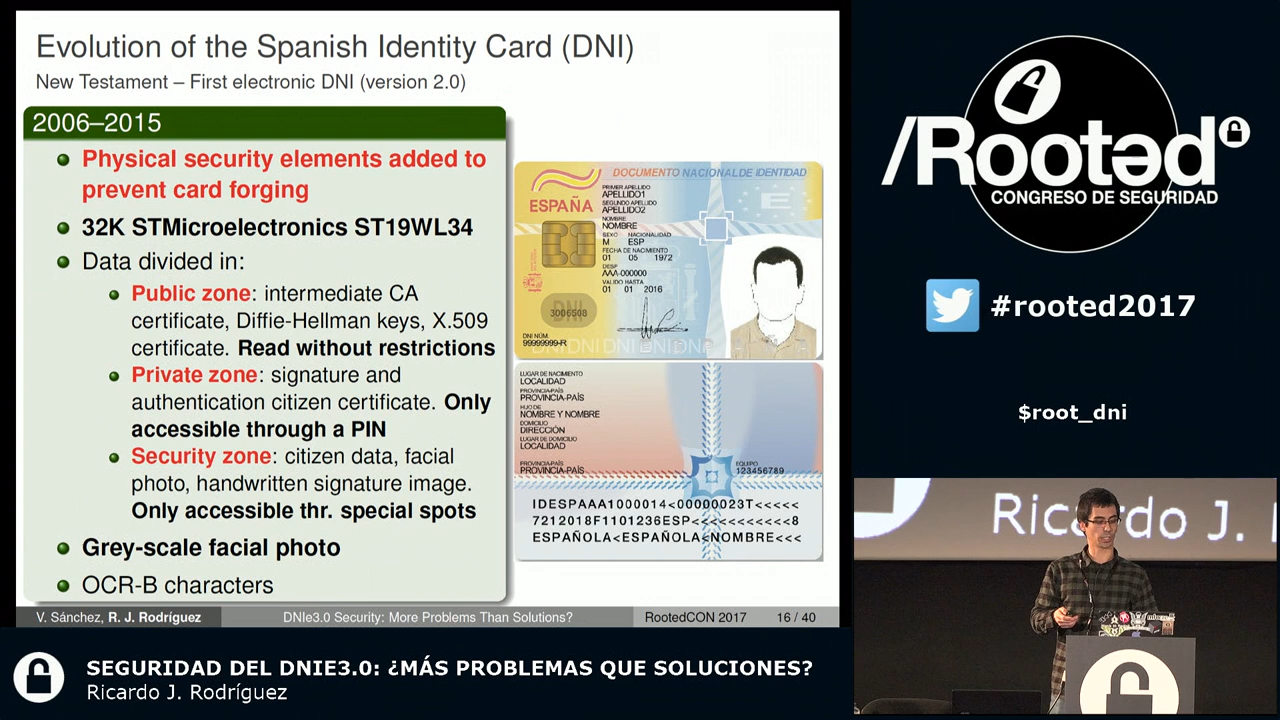 Evolution of the Spanish Identity Card (DNI)
New Testament – First electronic DNI (version 2.0)
2006–2015
Physical security elements added to
prevent card forging
32K STMicroelectronics ST19WL34
Data divided in:
Public zone: intermediate CA
certificate, Diffie-Hellman keys, X.509
certificate. Read without restrictions
Private zone: signature and
authentication citizen certificate. Only
accessible through a PIN
Security zone: citizen data, facial
photo, handwritten signature image.
Only accessible thr. special spots
Grey-scale facial photo
OCR-B characters
DOCUMENTO NACIONAL DE IDENTIDAD
ESPAÑA
PRIMER APELLIDO
APELLIDO1
SEGUNDO APELLIDO
APELLIDO2
NOMBRE
NOMBRE
SEXO NACIONALIDAD
M ESP
FECHA DE NACIMIENTO
01 05 1972
IDESP
AAA-000000
VALIDO HASTA
01 01 2016
DNI
3006508
DNI NÚM.
99999999-R
E
LUGAR DE NACIMIENTO
LOCALIDAD
PROVINCIA-PAÍS
PROVINCIA-PAÍS
HIJO DE
NOMBRE Y NOMBRE
DOMICILIO
DIRECCIÓN
LUGAR DE DOMICILIO
LOCALIDAD
PROVINCIA-PAÍS
PROVINCIA-PAÍS
EQUIPO
123456789
IDESPAAA1000014<00000023T<<<<<
7212018F1101236ESP<<<<<<<<<<<8
ESPAÑOLA<ESPAÑOLA<NOMBRE<<<
V. Sánchez, R. J. Rodríguez
DNIe3.0 Security: More Problems Than Solutions?
RootedCON 2017
16 / 40
/Rootəd
CONGRESO DE SEGURIDAD
#rooted2017
$root_dni
Ricardo J.
SEGURIDAD DEL DNIE3.0: ¿MÁS PROBLEMAS QUE SOLUCIONES?
Ricardo J. Rodríguez